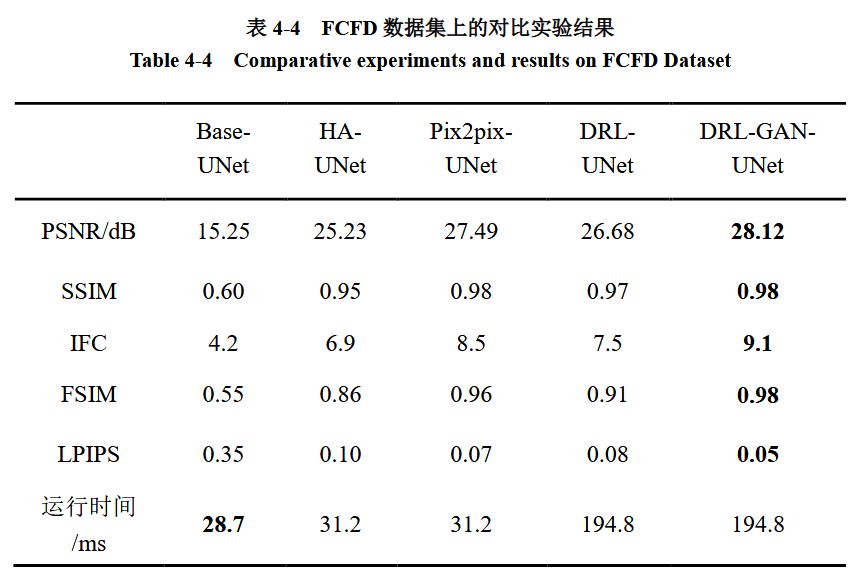 表 4-4 FCFD 数据集上的对比实验结果
Table 4-4 Comparative experiments and results on FCFD Dataset
Base-UNet HA-UNet Pix2pix-UNet DRL-UNet DRL-GAN-UNet
PSNR/dB 15.25 25.23 27.49 26.68 28.12
SSIM 0.60 0.95 0.98 0.97 0.98
IFC 4.2 6.9 8.5 7.5 9.1
FSIM 0.55 0.86 0.96 0.91 0.98
LPIPS 0.35 0.10 0.07 0.08 0.05
运行时间/ms 28.7 31.2 31.2 194.8 194.8